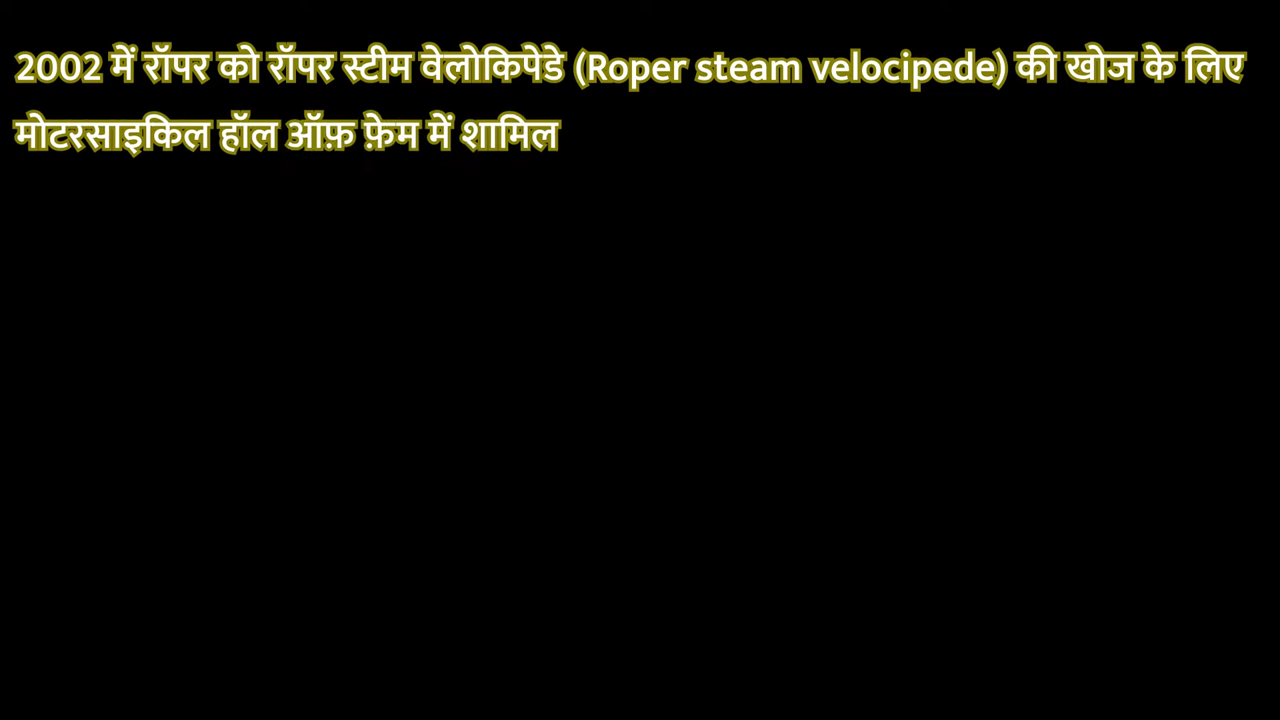 2002 में रॉपर को रॉपर स्टीम वेलोकिपेडे (Roper steam velocipede) की खोज के लिए
मोटरसाइकिल हॉल ऑफ़ फ़ेम में शामिल